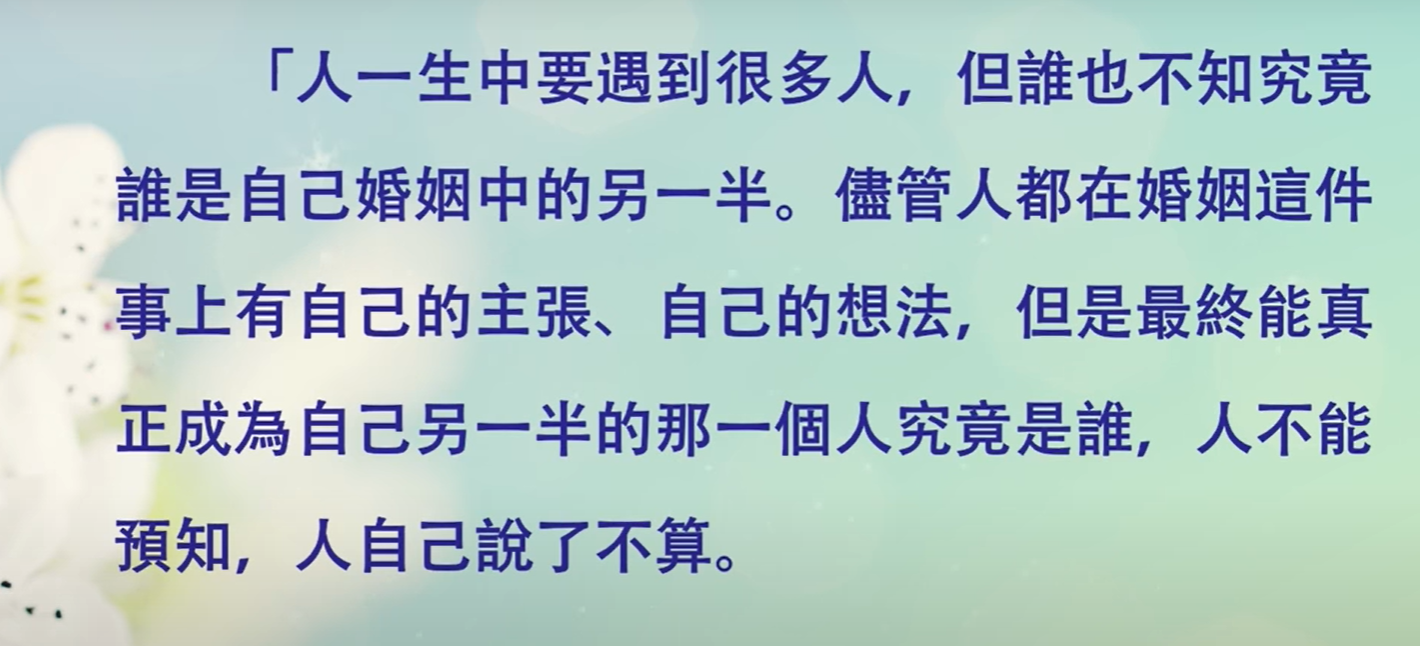 「人一生中要遇到很多人，但誰也不知究竟
誰是自己婚姻中的另一半。儘管人都在婚姻這件
事上有自己的主張、自己的想法，但是最終能真
正成為自己另一半的那一個人究竟是誰，人不能
預知，人自己說了不算。